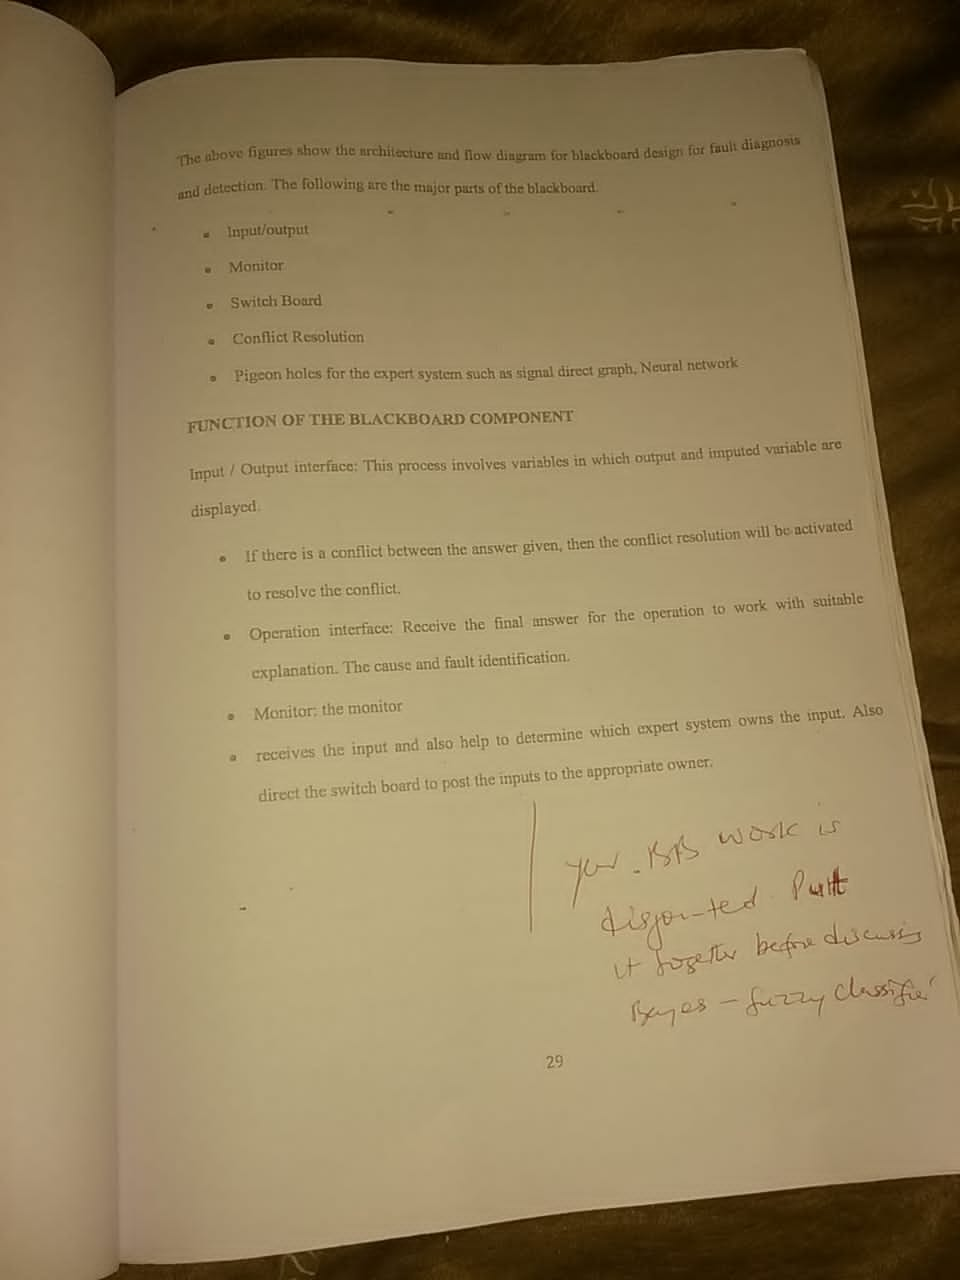 The above figures show the architecture and flow diagram for blackboard design for fault diagnosis
and detection. The following are the major parts of the blackboard.
Input/output
Monitor
Switch Board
Conflict Resolution
Pigeon holes for the expert system such as signal direct graph, Neural network
FUNCTION OF THE BLACKBOARD COMPONENT
Input / Output interface: This process involves variables in which output and imputed variable are
displayed.
If there is a conflict between the answer given, then the conflict resolution will be activated
to resolve the conflict.
Operation interface: Receive the final answer for the operation to work with suitable
explanation. The cause and fault identification.
Monitor: the monitor
receives the input and also help to determine which expert system owns the input. Also
direct the switch board to post the inputs to the appropriate owner.
your BB work is
disjointed. Put
it together before discussing
Bayes - fuzzy classifier
29